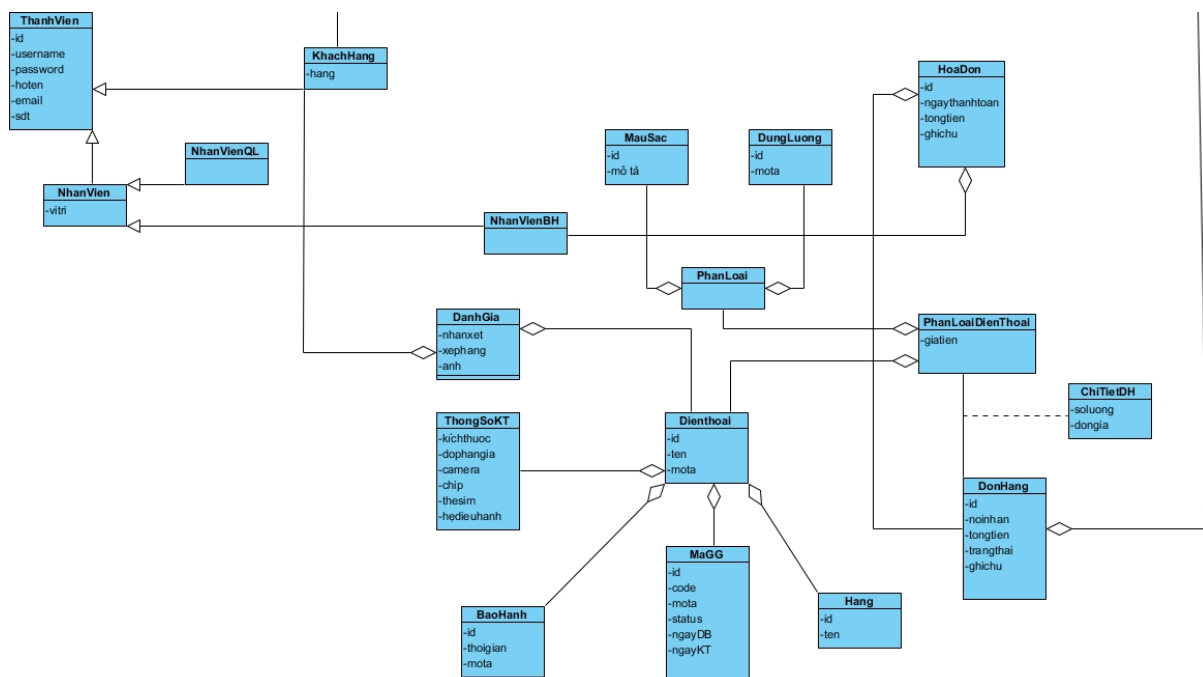 ThanhVien
-id
-username
-password
-hoten
-email
-sdt
KhachHang
-hang
HoaDon
-id
-ngaythanhtoan
-tongtien
-ghichu
MauSac
-id
-mô tả
DungLuong
-id
-mota
NhanVienQL
NhanVien
-vitri
NhanVienBH
PhanLoai
DanhGia
-nhanxet
-xephang
-anh
PhanLoaiDienThoai
-giatien
ChiTietDH
-soluong
-dongia
ThongSoKT
-kíchthuoc
-dophangia
-camera
-chip
-thesim
-hẹdieuhanh
Dienthoai
-id
-ten
-mota
DonHang
-id
-noinhan
-tongtien
-trangthai
-ghichu
MaGG
-id
-code
-mota
-status
-ngayDB
-ngayKT
BaoHanh
-id
-thoigian
-mota
Hang
-id
-ten